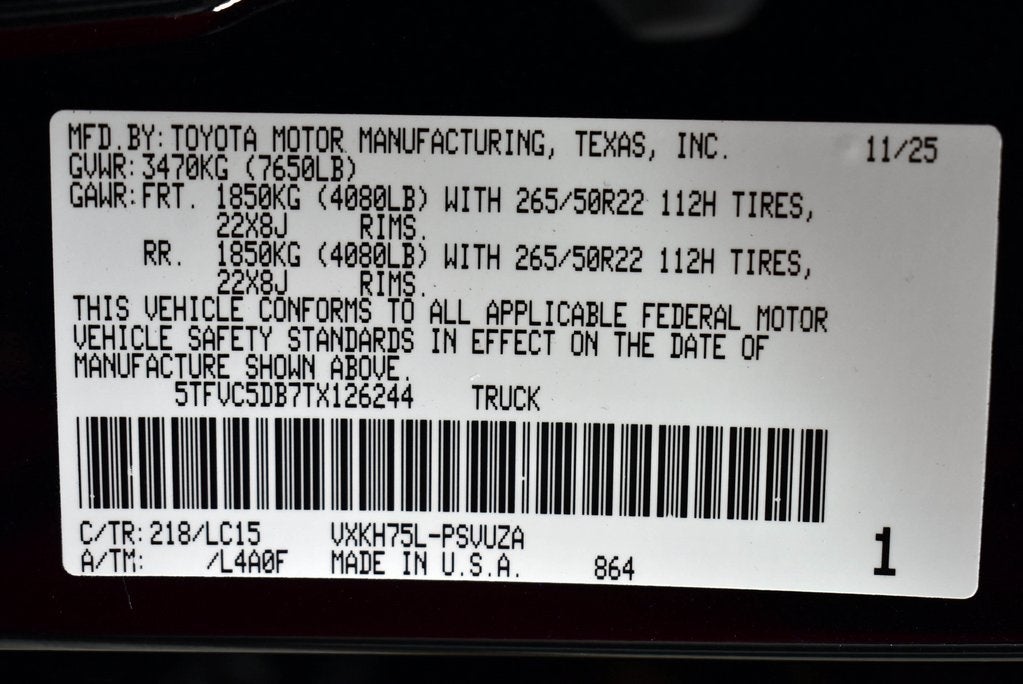 MFD.BY: TOYOTA MOTOR MANUFACTURING, TEXAS, INC. 11/25
GVWR: 3470KG (7650LB)
GAWR: FRT. 1850KG (4080LB) WITH 265/50R22 112H TIRES,
22X8J RIMS.
RR. 1850KG (4080LB) WITH 265/50R22 112H TIRES,
22X8J RIMS.
THIS VEHICLE CONFORMS TO ALL APPLICABLE FEDERAL MOTOR
VEHICLE SAFETY STANDARDS IN EFFECT ON THE DATE OF
MANUFACTURE SHOWN ABOVE.
5TFVC5DB7TX126244 TRUCK
C/TR: 218/LC15 VXKH75L-PSVUZA
A/TM: /L4A0F MADE IN U.S.A. 864 1